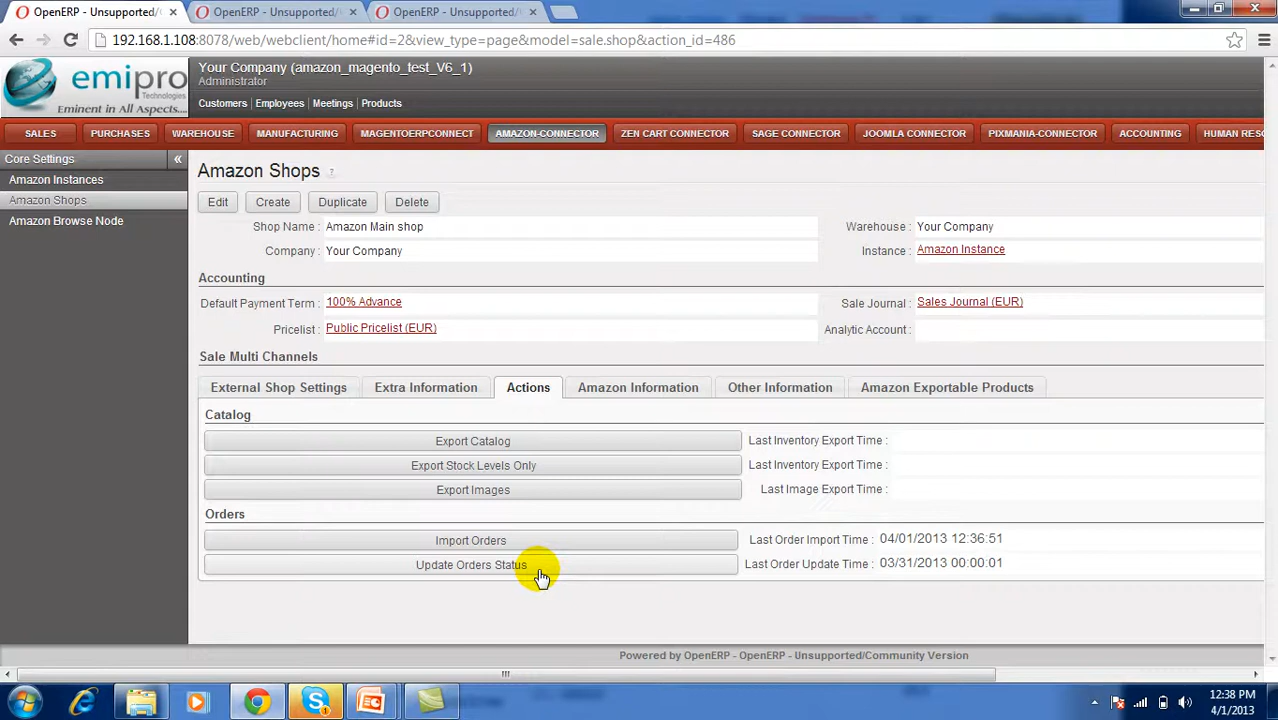 OpenERP - Unsupported/
OpenERP - Unsupported/
OpenERP - Unsupported/
192.168.1.108:8078/web/webclient/home#id=2&view_type=page&model=sale.shop&action_id=486
emipro
Technologies
Eminent in All Aspects....
Your Company (amazon_magento_test_V6_1)
Administrator
Customers Employees Meetings Products
SALES PURCHASES WAREHOUSE MANUFACTURING MAGENTOERPCONNECT AMAZON-CONNECTOR ZEN CART CONNECTOR SAGE CONNECTOR JOOMLA CONNECTOR PIXMANIA-CONNECTOR ACCOUNTING HUMAN RESO
Core Settings «
Amazon Instances
Amazon Shops
Amazon Browse Node
Amazon Shops ?
Edit Create Duplicate Delete
Shop Name : Amazon Main shop Warehouse : Your Company
Company : Your Company Instance : Amazon Instance
Accounting
Default Payment Term : 100% Advance Sale Journal : Sales Journal (EUR)
Pricelist : Public Pricelist (EUR) Analytic Account :
Sale Multi Channels
External Shop Settings Extra Information Actions Amazon Information Other Information Amazon Exportable Products
Catalog
Export Catalog Last Inventory Export Time :
Export Stock Levels Only Last Inventory Export Time :
Export Images Last Image Export Time :
Orders
Import Orders Last Order Import Time : 04/01/2013 12:36:51
Update Orders Status Last Order Update Time : 03/31/2013 00:00:01
Powered by OpenERP - OpenERP - Unsupported/Community Version
12:38 PM
4/1/2013